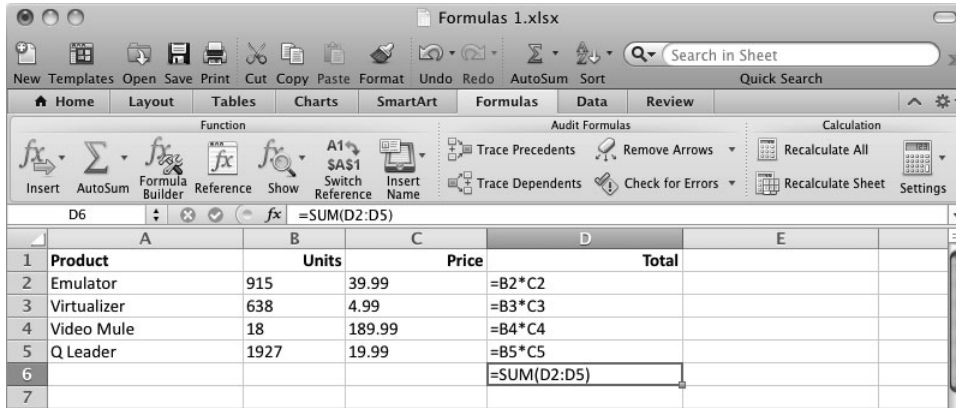 Formulas 1.xlsx
Search in Sheet
New Templates Open Save Print Cut Copy Paste Format Undo Redo AutoSum Sort Quick Search
Home Layout Tables Charts SmartArt Formulas Data Review
Function Audit Formulas Calculation
Insert AutoSum Formula Builder Reference Show A1 $A$1 Switch Reference Insert Name Trace Precedents Remove Arrows Recalculate All
Trace Dependents Check for Errors Recalculate Sheet Settings
D6 fx =SUM(D2:D5)
A B C D E
1 Product Units Price Total
2 Emulator 915 39.99 =B2*C2
3 Virtualizer 638 4.99 =B3*C3
4 Video Mule 18 189.99 =B4*C4
5 Q Leader 1927 19.99 =B5*C5
6 =SUM(D2:D5)
7